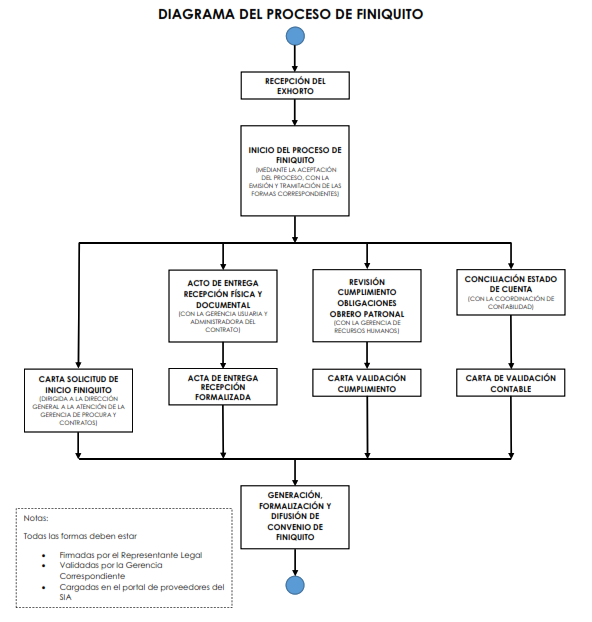 DIAGRAMA DEL PROCESO DE FINIQUITO
RECEPCIÓN DEL
EXHORTO
INICIO DEL PROCESO DE
FINIQUITO
(MEDIANTE LA ACEPTACIÓN
DEL PROCESO, CON LA
EMISIÓN Y TRAMITACIÓN DE LAS
FORMAS CORRESPONDIENTES)
CARTA SOLICITUD DE
INICIO FINIQUITO
(DIRIGIDA A LA DIRECCIÓN
GENERAL A LA ATENCIÓN DE LA
GERENCIA DE PROCURA Y
CONTRATOS)
ACTO DE ENTREGA
RECEPCIÓN FÍSICA Y
DOCUMENTAL
(CON LA GERENCIA USUARIA Y
ADMINISTRADORA DEL
CONTRATO)
ACTA DE ENTREGA
RECEPCIÓN
FORMALIZADA
REVISIÓN
CUMPLIMIENTO
OBLIGACIONES
OBRERO PATRONAL
(CON LA GERENCIA DE
RECURSOS HUMANOS)
CARTA VALIDACIÓN
CUMPLIMIENTO
CONCILIACIÓN ESTADO
DE CUENTA
(CON LA COORDINACIÓN DE
CONTABILIDAD)
CARTA DE VALIDACIÓN
CONTABLE
GENERACIÓN,
FORMALIZACIÓN Y
DIFUSIÓN DE
CONVENIO DE
FINIQUITO
Notas:
Todas las formas deben estar
• Firmadas por el Representante Legal
• Validadas por la Gerencia
Correspondiente
• Cargadas en el portal de proveedores del
SIA